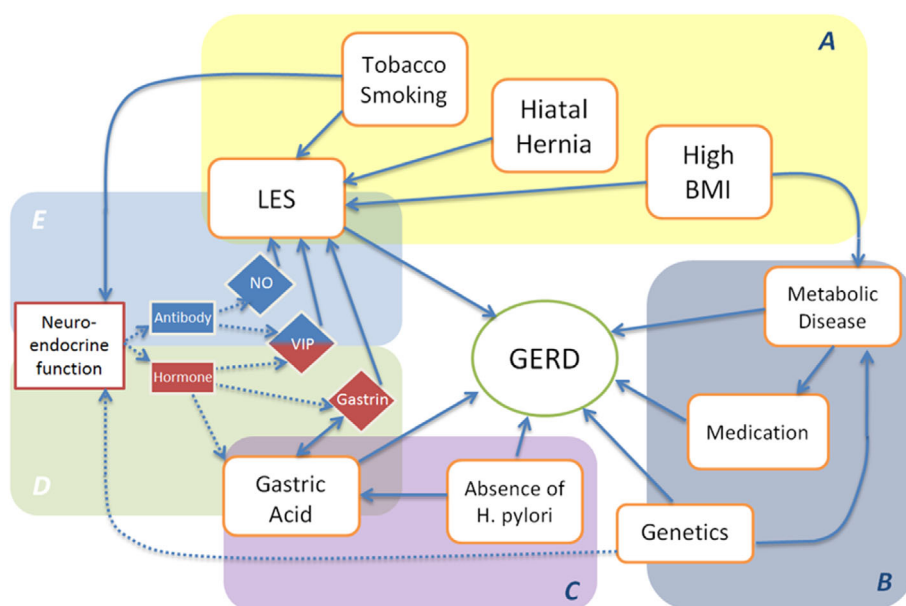 A
Tobacco
Smoking
Hiatal
Hernia
High
BMI
LES
E
NO
Antibody
Neuro-
endocrine
function
VIP
Hormone
Gastrin
GERD
Metabolic
Disease
Medication
D
Gastric
Acid
Absence of
H. pylori
Genetics
C
B